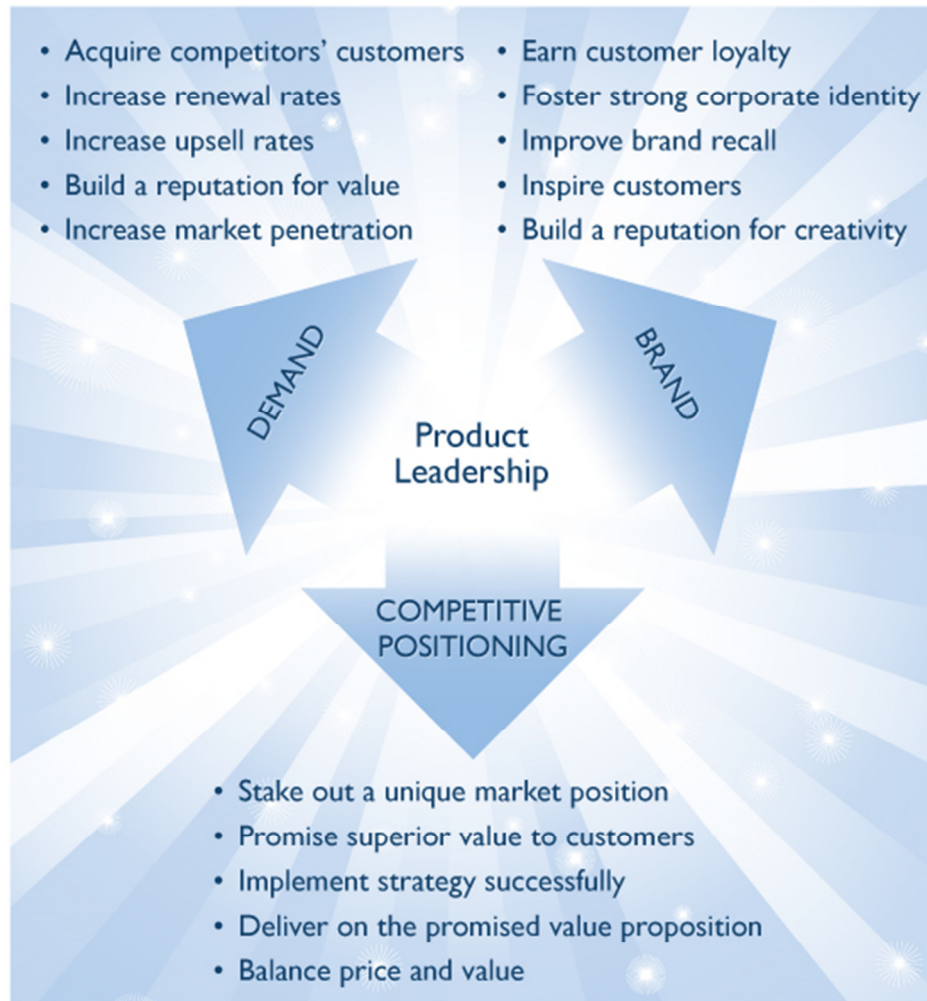 • Acquire competitors' customers
• Increase renewal rates
• Increase upsell rates
• Build a reputation for value
• Increase market penetration
• Earn customer loyalty
• Foster strong corporate identity
• Improve brand recall
• Inspire customers
• Build a reputation for creativity
DEMAND
BRAND
Product
Leadership
COMPETITIVE
POSITIONING
• Stake out a unique market position
• Promise superior value to customers
• Implement strategy successfully
• Deliver on the promised value proposition
• Balance price and value